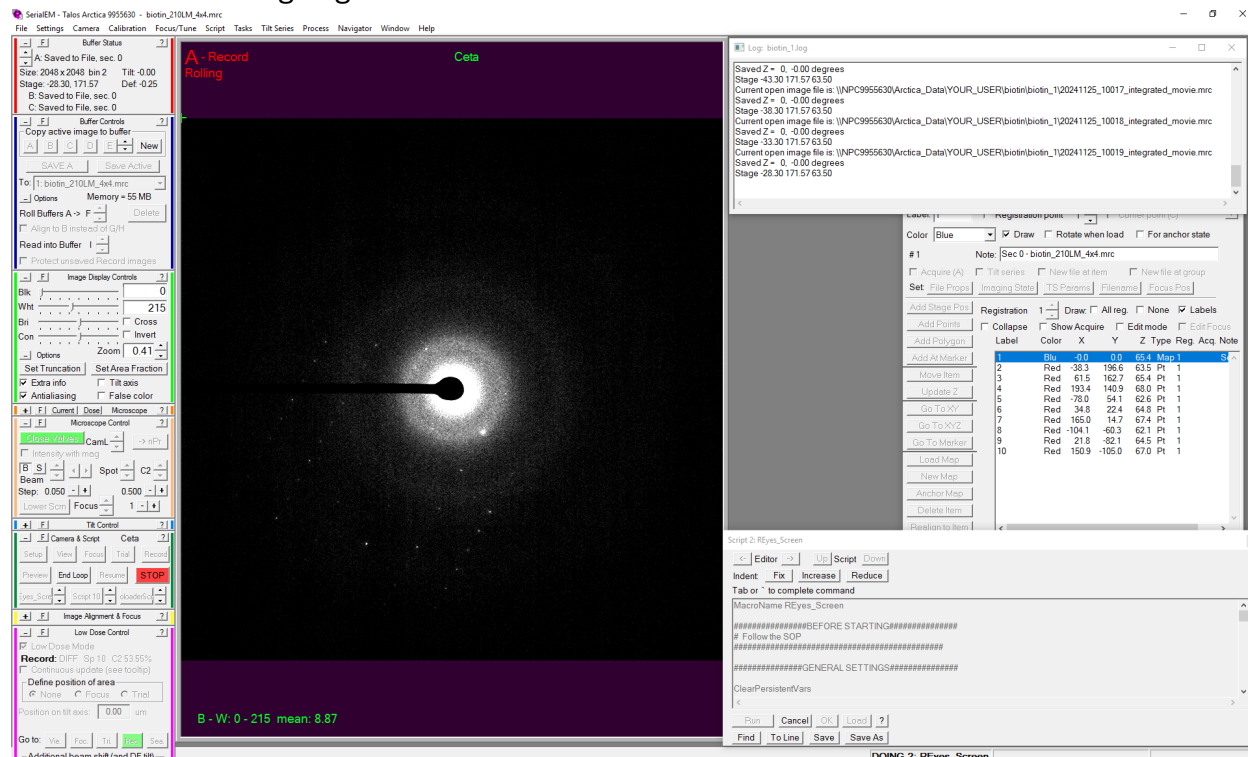 SerialEM - Talos Arctica 9955630 - biotin_210LM_4x4.mrc
File Settings Camera Calibration Focus/Tune Script Tasks Tilt Series Process Navigator Window Help
- F Buffer Status ?
A: Saved to File, sec. 0
Size: 2048 x 2048 bin 2 Tilt: -0.00
Stage: -28.30, 171.57 Def: -0.25
B: Saved to File, sec. 0
C: Saved to File, sec. 0
- F Buffer Controls ?
Copy active image to buffer
A B C D E New
SAVE A Save Active
To: 1: biotin_210LM_4x4.mrc
- Options Memory = 55 MB
Roll Buffers A -> F Delete
Align to B instead of G/H
Read into Buffer I
Protect unsaved Record images
- F Image Display Controls ?
Blk 0
Wht 215
Bri Cross
Con Invert
- Options Zoom 0.41
Set Truncation Set Area Fraction
Extra info Tilt axis
Antialiasing False color
+ F Current Dose Microscope ?
- F Microscope Control ?
Close Valves CamL -> nPr
Intensity with mag
B S Spot C2
Beam
Step: 0.050 - + 0.500 - +
Lower Scrn Focus 1 - +
+ F Tilt Control ?
- F Camera & Script Ceta ?
Setup View Focus Trial Record
Preview End Loop Resume STOP
Eyes_Scre Script 10 oloaderScr
+ F Image Alignment & Focus ?
- F Low Dose Control ?
Low Dose Mode
Record: DIFF Sp 10 C2 53.55%
Continuous update (see tooltip)
Define position of area
None Focus Trial
Position on tilt axis: 0.00 um
Go to: Vie Foc. Tri. Rec Sea
Additional beam shift (and DF tilt)
A - Record
Rolling
Ceta
B - W: 0 - 215 mean: 8.87
Log: biotin_1.log
Saved Z = 0, -0.00 degrees
Stage -43.30 171.57 63.50
Current open image file is: \\NPC9955630\Arctica_Data\YOUR_USER\biotin\biotin_1\20241125_10017_integrated_movie.mrc
Saved Z = 0, -0.00 degrees
Stage -38.30 171.57 63.50
Current open image file is: \\NPC9955630\Arctica_Data\YOUR_USER\biotin\biotin_1\20241125_10018_integrated_movie.mrc
Saved Z = 0, -0.00 degrees
Stage -33.30 171.57 63.50
Current open image file is: \\NPC9955630\Arctica_Data\YOUR_USER\biotin\biotin_1\20241125_10019_integrated_movie.mrc
Saved Z = 0, -0.00 degrees
Stage -28.30 171.57 63.50
Label: 1 Registration point 1 Corner point (C)
Color Blue Draw Rotate when load For anchor state
# 1 Note: Sec 0 - biotin_210LM_4x4.mrc
Acquire (A) Tilt series New file at item New file at group
Set: File Props Imaging State TS Params Filename Focus Pos
Add Stage Pos Registration 1 Draw: All reg. None Labels
Add Points Collapse Show Acquire Edit mode Edit Focus
Add Polygon Label Color X Y Z Type Reg. Acq. Note
Add At Marker
Move Item
Update Z
Go To XY
Go To XYZ
Go To Marker
Load Map
New Map
Anchor Map
Delete Item
Realign to Item
1 Blu -0.0 0.0 65.4 Map 1
2 Red -38.3 196.6 63.5 Pt 1
3 Red 61.5 162.7 65.4 Pt 1
4 Red 193.4 140.9 68.0 Pt 1
5 Red -78.0 54.1 62.6 Pt 1
6 Red 34.8 22.4 64.8 Pt 1
7 Red 165.0 14.7 67.4 Pt 1
8 Red -104.1 -60.3 62.1 Pt 1
9 Red 21.8 -82.1 64.5 Pt 1
10 Red 150.9 -105.0 67.0 Pt 1
Script 2: REyes_Screen
<- Editor -> Up Script Down
Indent: Fix Increase Reduce
Tab or ` to complete command
MacroName REyes_Screen
################BEFORE STARTING###############
# Follow the SOP
##########################################
###############GENERAL SETTINGS###############
ClearPersistentVars
Run Cancel OK Load ?
Find To Line Save Save As
DOING 2: REyes_Screen